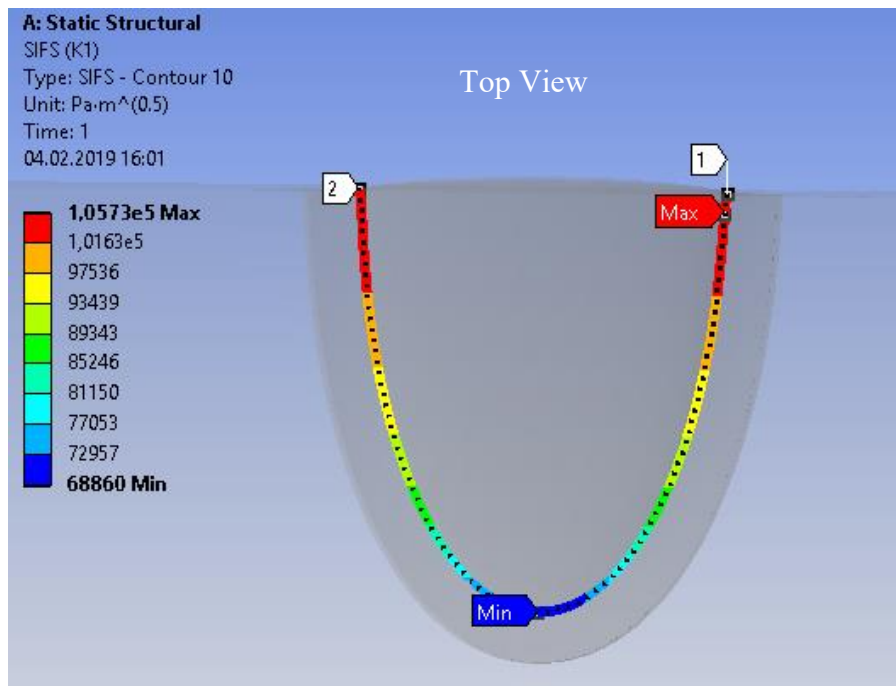 A: Static Structural
SIFS (K1)
Type: SIFS - Contour 10
Unit: Pa·m^(0.5)
Time: 1
04.02.2019 16:01
Top View
1,0573e5 Max
1,0163e5
97536
93439
89343
85246
81150
77053
72957
68860 Min
1
2
Max
Min